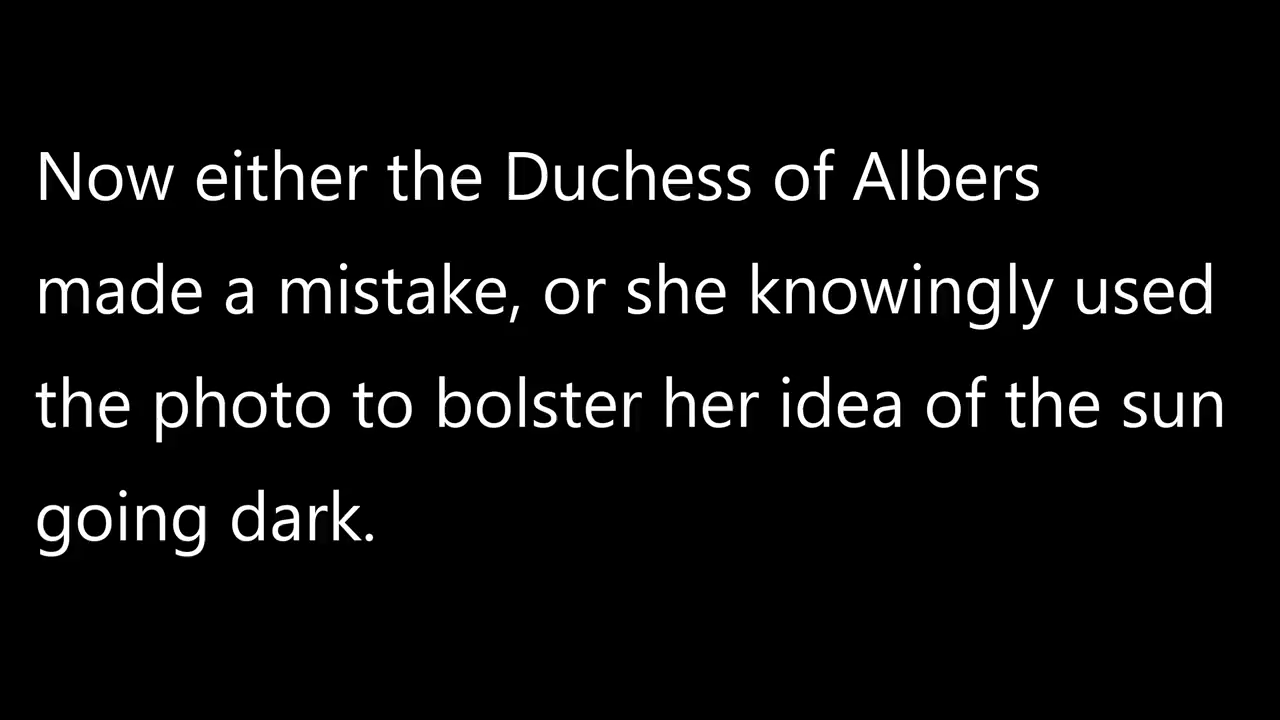 Now either the Duchess of Albers
made a mistake, or she knowingly used
the photo to bolster her idea of the sun
going dark.